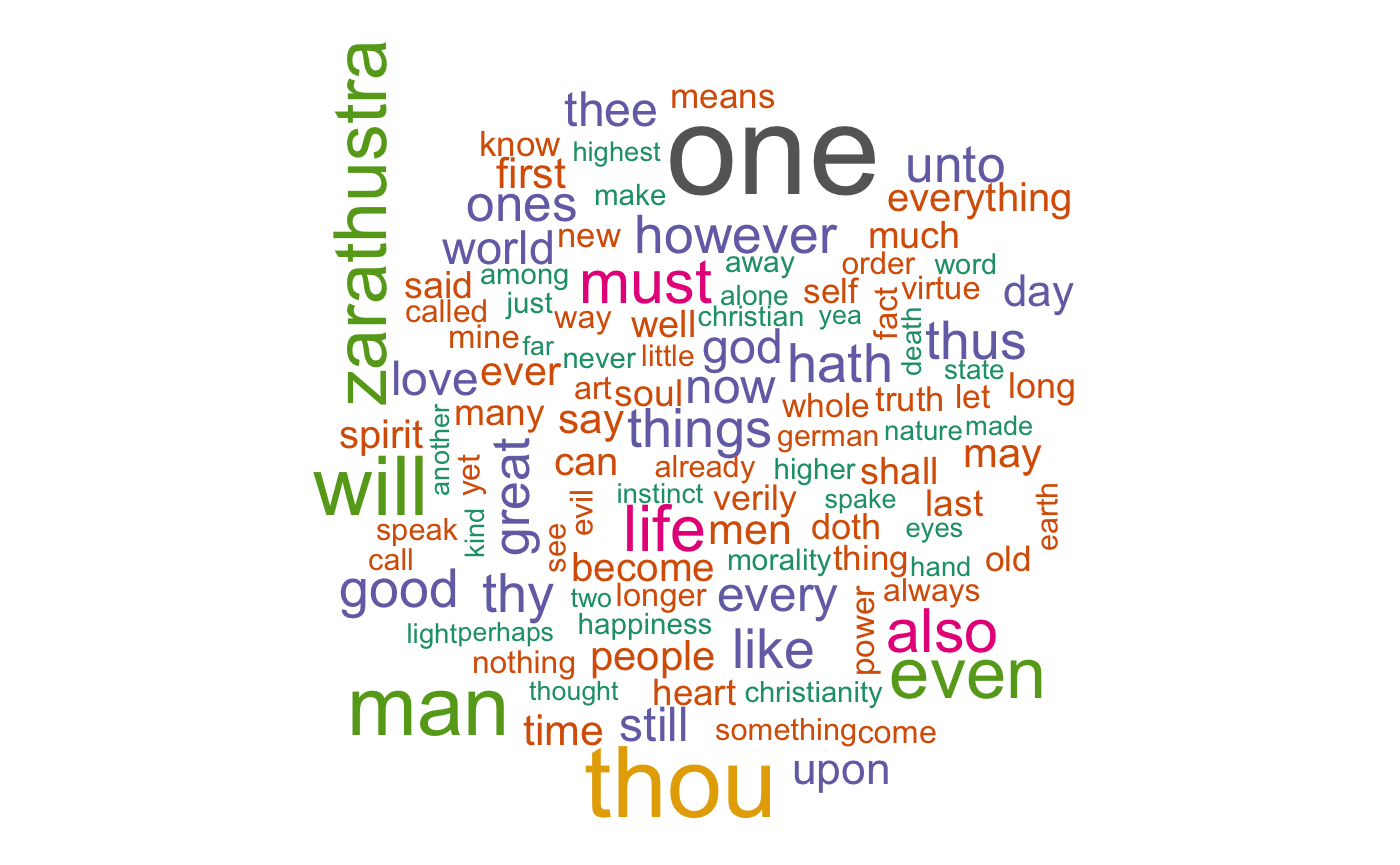 zarathustra
means
thee
one
know
highest
unto
first
make
everything
ones
however
much
world
new
away
order
word
among
must
said
alone
self
virtue
day
just
called
way
well
christian
yea
fact
death
thus
mine
far
never
little
god
hath
state
love
ever
art
soul
now
whole
truth
let
long
many
say
things
german
nature
made
spirit
another
can
already
higher
shall
may
will
yet
great
instinct
verily
spake
last
earth
evil
life
men
doth
eyes
speak
kind
see
call
become
morality
thing
hand
old
good
thy
two
longer
every
power
always
light
perhaps
happiness
also
nothing
people
like
even
man
thought
heart
christianity
time
still
something
come
thou
upon